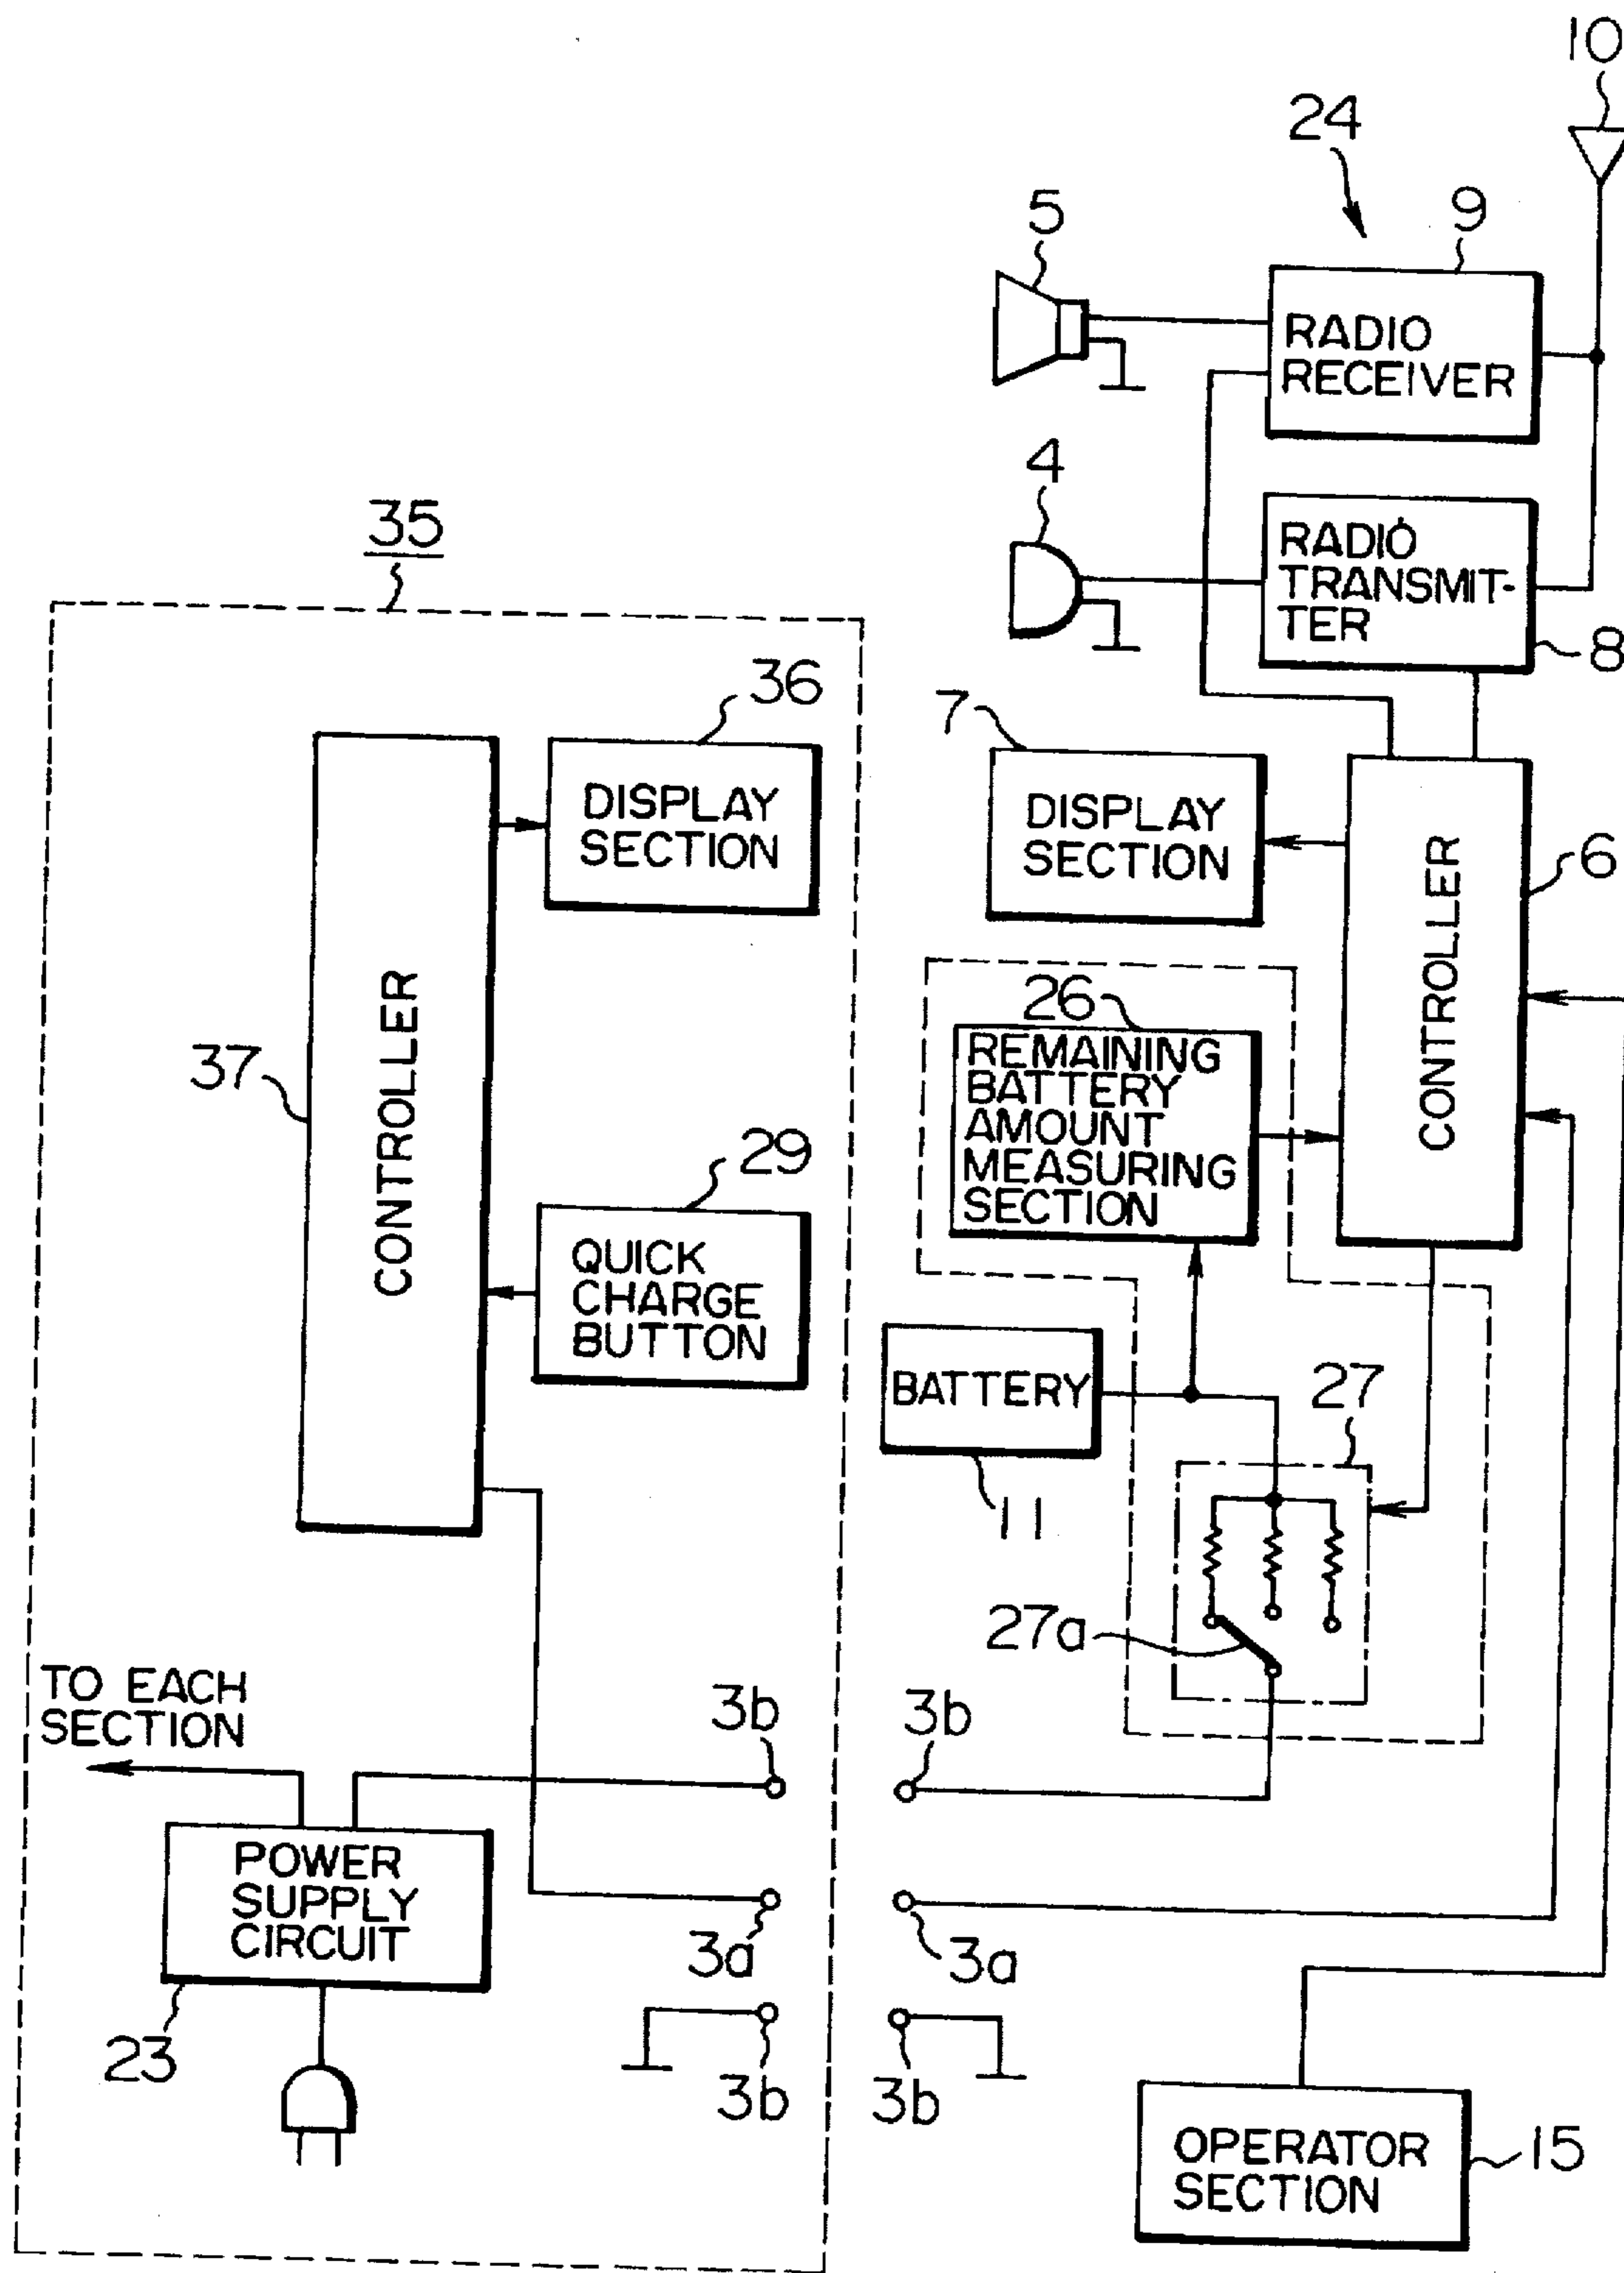 10
24
5
9
RADIO
RECEIVER
4
35
RADIO
TRANSMIT-
TER
8
36
7
DISPLAY
SECTION
DISPLAY
SECTION
6
CONTROLLER
CONTROLLER
37
26
REMAINING
BATTERY
AMOUNT
MEASURING
SECTION
29
QUICK
CHARGE
BUTTON
BATTERY
11
27
27a
TO EACH
SECTION
3b
3b
POWER
SUPPLY
CIRCUIT
3a
3a
23
3b
3b
OPERATOR
SECTION
15